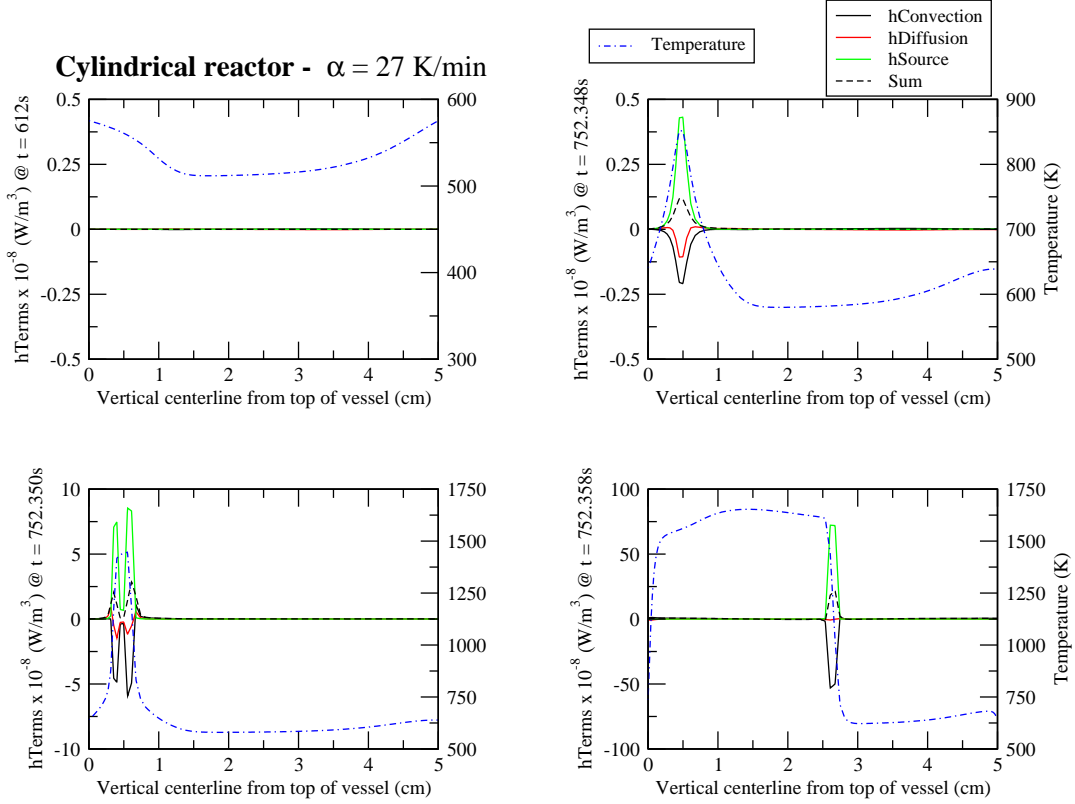 Cylindrical reactor - α = 27 K/min
Temperature
hConvection
hDiffusion
hSource
Sum
hTerms x 10^-8 (W/m^3) @ t = 612s
0.5
0.25
0
-0.25
-0.5
600
500
400
300
0 1 2 3 4 5
Vertical centerline from top of vessel (cm)
hTerms x 10^-8 (W/m^3) @ t = 752.348s
0.5
0.25
0
-0.25
-0.5
900
800
700
600
500
Temperature (K)
0 1 2 3 4 5
Vertical centerline from top of vessel (cm)
hTerms x 10^-8 (W/m^3) @ t = 752.350s
10
5
0
-5
-10
1750
1500
1250
1000
750
500
0 1 2 3 4 5
Vertical centerline from top of vessel (cm)
hTerms x 10^-8 (W/m^3) @ t = 752.358s
100
50
0
-50
-100
1750
1500
1250
1000
750
500
Temperature (K)
0 1 2 3 4 5
Vertical centerline from top of vessel (cm)